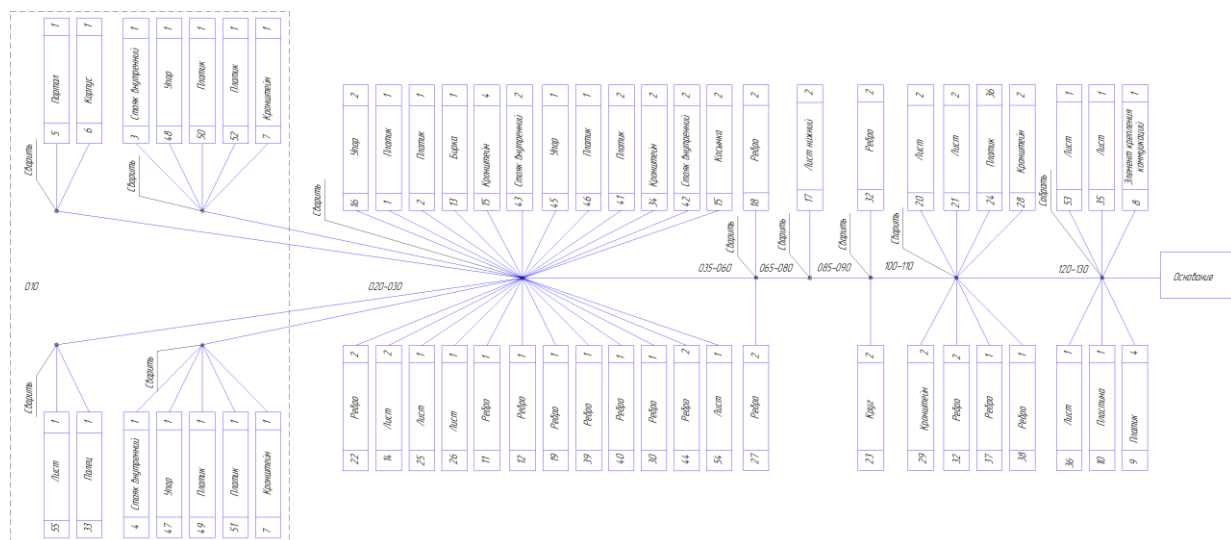 5 Портал 1
6 Корпус 1
3 Стояк внутренний 1
48 Упор 1
50 Платик 1
52 Платик 1
7 Кронштейн 1
Сварить
Сварить
16 Упор 2
1 Платик 1
2 Платик 1
13 Бирка 1
15 Кронштейн 4
43 Стояк внутренний 2
45 Упор 1
46 Платик 1
41 Платик 2
34 Кронштейн 2
42 Стояк внутренний 2
15 Косынка 2
18 Ребро 2
17 Лист нижний 2
32 Ребро 2
20 Лист 2
21 Лист 2
24 Платик 36
28 Кронштейн 2
53 Лист 1
35 Лист 1
8 Элемент крепления коммуникаций 1
Сварить
Сварить
Сварить
Сварить
Сварить
Собрать
010
020-030
035-060
065-080
085-090
100-110
120-130
Основание
Сварить
Сварить
55 Лист 1
33 Палец 1
4 Стояк внутренний 1
47 Упор 1
49 Платик 1
51 Платик 1
7 Кронштейн 1
22 Ребро 2
14 Лист 2
25 Лист 1
26 Лист 1
11 Ребро 1
12 Ребро 1
19 Ребро 1
39 Ребро 1
40 Ребро 1
30 Ребро 1
44 Ребро 2
54 Лист 1
27 Ребро 2
23 Круг 2
29 Кронштейн 2
32 Ребро 2
37 Ребро 1
38 Ребро 1
36 Лист 1
10 Пластина 1
9 Платик 4